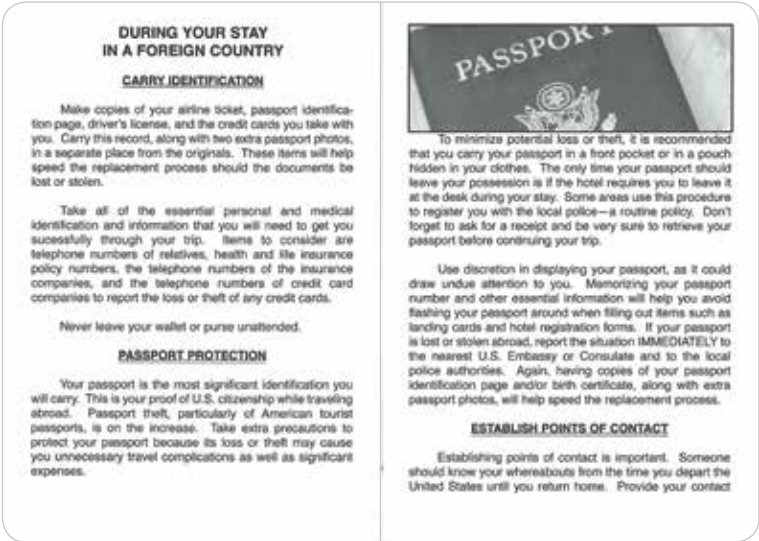 DURING YOUR STAY
IN A FOREIGN COUNTRY
CARRY IDENTIFICATION
Make copies of your airline ticket, passport identifica-
tion page, driver's license, and the credit cards you take with
you. Carry this record, along with two extra passport photos,
in a separate place from the originals. These items will help
speed the replacement process should the documents be
lost or stolen.
Take all of the essential personal and medical
identification and information that you will need to get you
sucessfully through your trip. Items to consider are
telephone numbers of relatives, health and life insurance
policy numbers, the telephone numbers of the insurance
companies, and the telephone numbers of credit card
companies to report the loss or theft of any credit cards.
Never leave your wallet or purse unattended.
PASSPORT PROTECTION
Your passport is the most significant identification you
will carry. This is your proof of U.S. citizenship while traveling
abroad. Passport theft, particularly of American tourist
passports, is on the increase. Take extra precautions to
protect your passport because its loss or theft may cause
you unnecessary travel complications as well as significant
expenses.
PASSPORT
To minimize potential loss or theft, it is recommended
that you carry your passport in a front pocket or in a pouch
hidden in your clothes. The only time your passport should
leave your possession is if the hotel requires you to leave it
at the desk during your stay. Some areas use this procedure
to register you with the local police—a routine policy. Don't
forget to ask for a receipt and be very sure to retrieve your
passport before continuing your trip.
Use discretion in displaying your passport, as it could
draw undue attention to you. Memorizing your passport
number and other essential information will help you avoid
flashing your passport around when filling out items such as
landing cards and hotel registration forms. If your passport
is lost or stolen abroad, report the situation IMMEDIATELY to
the nearest U.S. Embassy or Consulate and to the local
police authorities. Again, having copies of your passport
identification page and/or birth certificate, along with extra
passport photos, will help speed the replacement process.
ESTABLISH POINTS OF CONTACT
Establishing points of contact is important. Someone
should know your whereabouts from the time you depart the
United States until you return home. Provide your contact